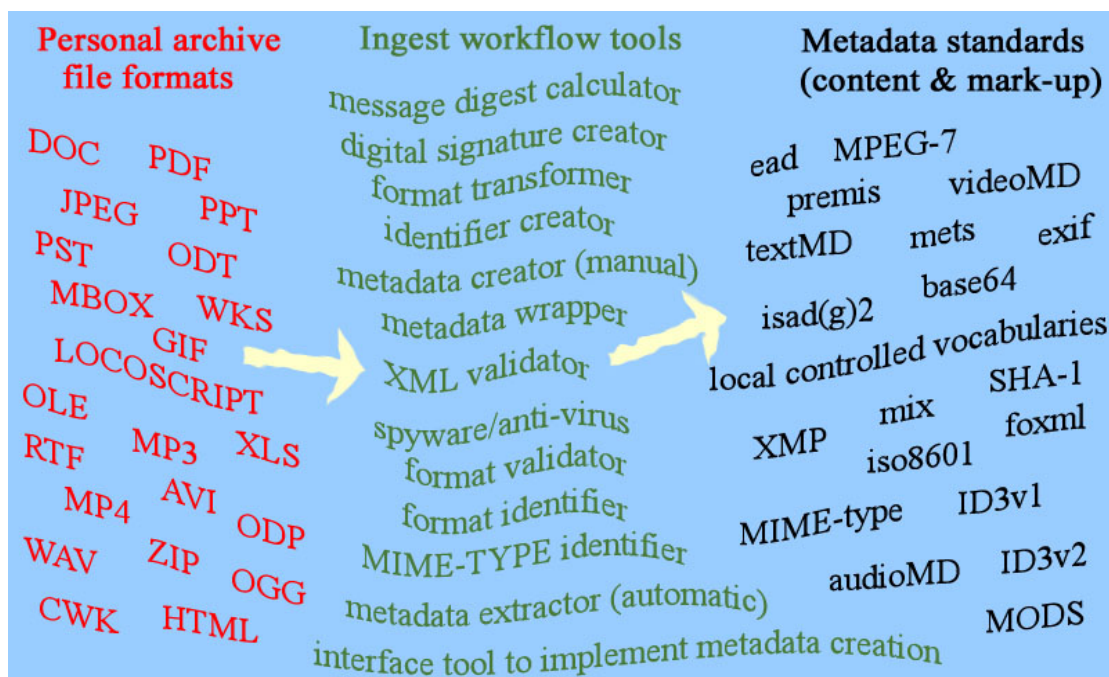 Personal archive
file formats
DOC PDF
JPEG PPT
PST ODT
MBOX WKS
GIF
LOCOSCRIPT
OLE MP3 XLS
RTF AVI
MP4 ODP
WAV ZIP OGG
CWK HTML
Ingest workflow tools
message digest calculator
digital signature creator
format transformer
identifier creator
metadata creator (manual)
metadata wrapper
XML validator
spyware/anti-virus
format validator
format identifier
MIME-TYPE identifier
metadata extractor (automatic)
interface tool to implement metadata creation
Metadata standards
(content & mark-up)
ead MPEG-7
premis videoMD
textMD mets exif
isad(g)2 base64
local controlled vocabularies
mix SHA-1
XMP iso8601 foxml
MIME-type ID3v1
audioMD ID3v2
MODS